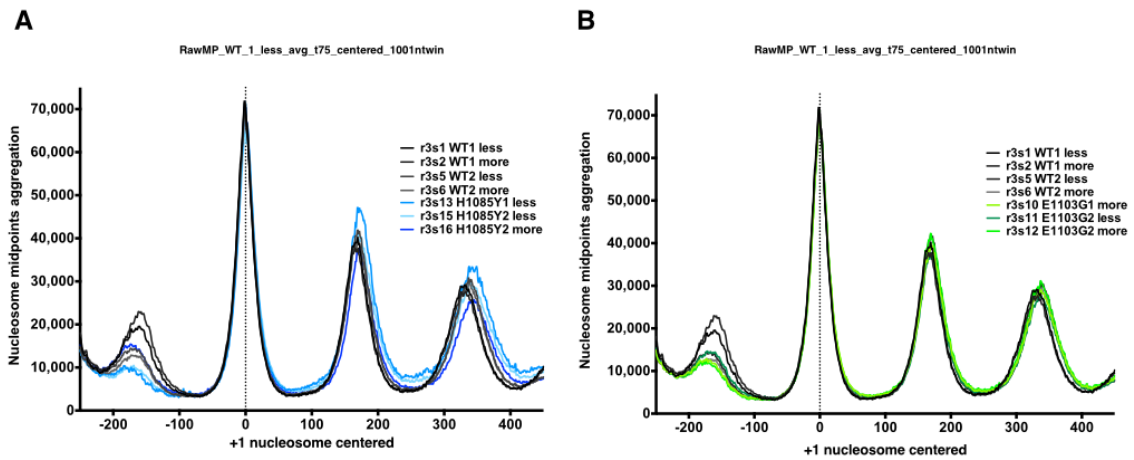 A
RawMP_WT_1_less_avg_t75_centered_1001ntwin
Nucleosome midpoints aggregation
70,000
60,000
50,000
40,000
30,000
20,000
10,000
0
r3s1 WT1 less
r3s2 WT1 more
r3s5 WT2 less
r3s6 WT2 more
r3s13 H1085Y1 less
r3s15 H1085Y2 less
r3s16 H1085Y2 more
-200 -100 0 100 200 300 400
+1 nucleosome centered
B
RawMP_WT_1_less_avg_t75_centered_1001ntwin
Nucleosome midpoints aggregation
70,000
60,000
50,000
40,000
30,000
20,000
10,000
0
r3s1 WT1 less
r3s2 WT1 more
r3s5 WT2 less
r3s6 WT2 more
r3s10 E1103G1 more
r3s11 E1103G2 less
r3s12 E1103G2 more
-200 -100 0 100 200 300 400
+1 nucleosome centered